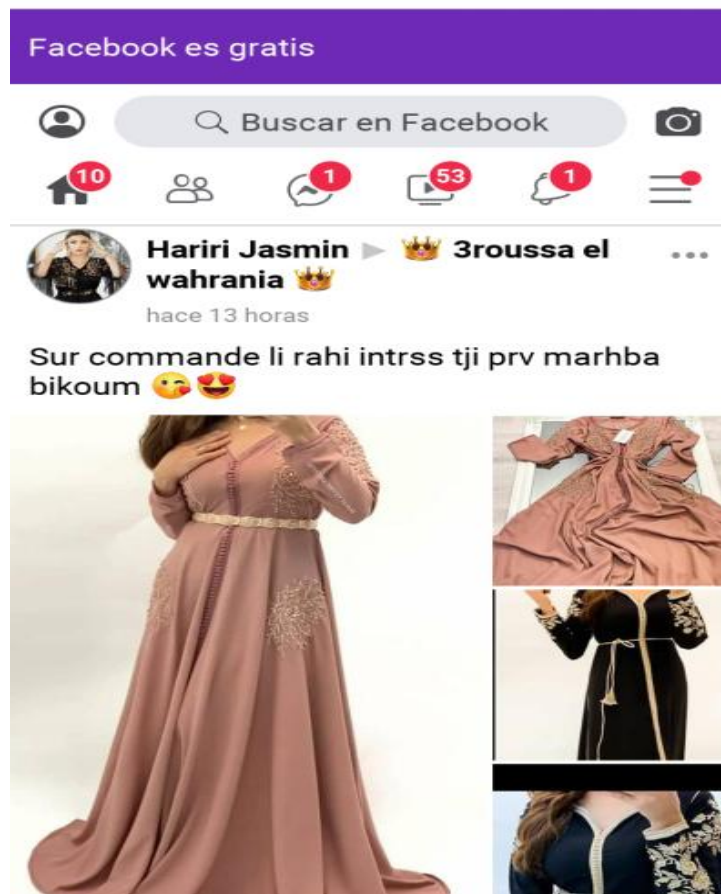 Facebook es gratis
Buscar en Facebook
10
1
53
1
Hariri Jasmin ▶ 👑 3roussa el
wahrania 👑
hace 13 horas
Sur commande li rahi intrss tji prv marhba
bikoum 😘😍